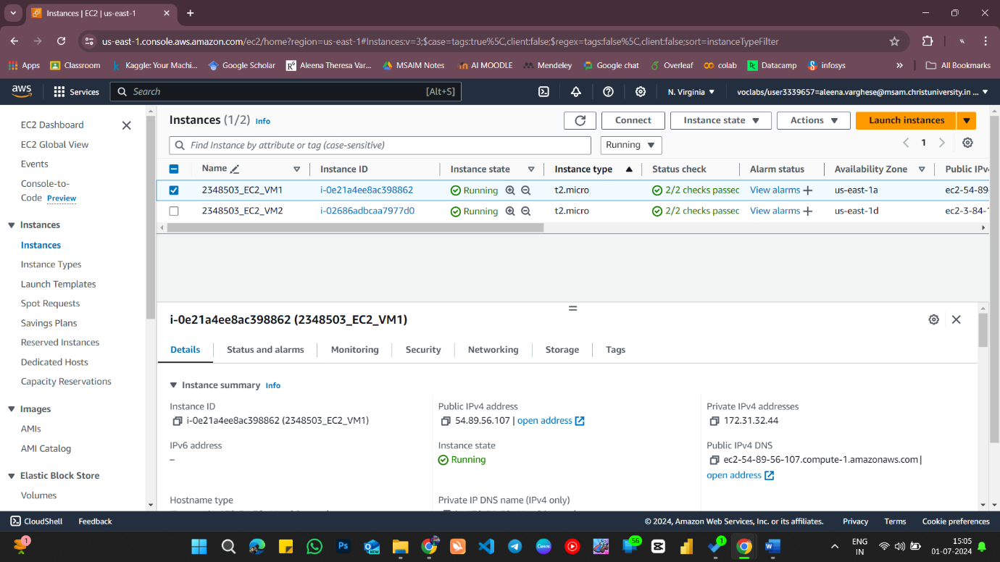 Instances | EC2 | us-east-1
us-east-1.console.aws.amazon.com/ec2/home?region=us-east-1#Instances:v=3;$case=tags:true%5C,client:false;$regex=tags:false%5C,client:false;sort=instanceTypeFilter
Apps Classroom Kaggle: Your Machi... Google Scholar Aleena Theresa Var... MSAIM Notes AI MOODLE Mendeley Google chat Overleaf colab Datacamp infosys » All Bookmarks
aws Services Search [Alt+S] N. Virginia voclabs/user3339657=aleena.varghese@msam.christuniversity.in ...
EC2 Dashboard
EC2 Global View
Events
Console-to-
Code Preview
Instances
Instances
Instance Types
Launch Templates
Spot Requests
Savings Plans
Reserved Instances
Dedicated Hosts
Capacity Reservations
Images
AMIs
AMI Catalog
Elastic Block Store
Volumes
Instances (1/2) Info
Connect Instance state Actions Launch instances
Find Instance by attribute or tag (case-sensitive) Running 1
Name Instance ID Instance state Instance type Status check Alarm status Availability Zone Public IPv
2348503_EC2_VM1 i-0e21a4ee8ac398862 Running t2.micro 2/2 checks passec View alarms us-east-1a ec2-54-89-
2348503_EC2_VM2 i-02686adbcaa7977d0 Running t2.micro 2/2 checks passec View alarms us-east-1d ec2-3-84-
i-0e21a4ee8ac398862 (2348503_EC2_VM1)
Details Status and alarms Monitoring Security Networking Storage Tags
Instance summary Info
Instance ID
i-0e21a4ee8ac398862 (2348503_EC2_VM1)
Public IPv4 address
54.89.56.107 | open address
Private IPv4 addresses
172.31.32.44
IPv6 address
–
Instance state
Running
Public IPv4 DNS
ec2-54-89-56-107.compute-1.amazonaws.com |
open address
Hostname type
Private IP DNS name (IPv4 only)
CloudShell Feedback © 2024, Amazon Web Services, Inc. or its affiliates. Privacy Terms Cookie preferences
1
Ps
NEW
Canva
56
1
ENG
IN
15:05
01-07-2024